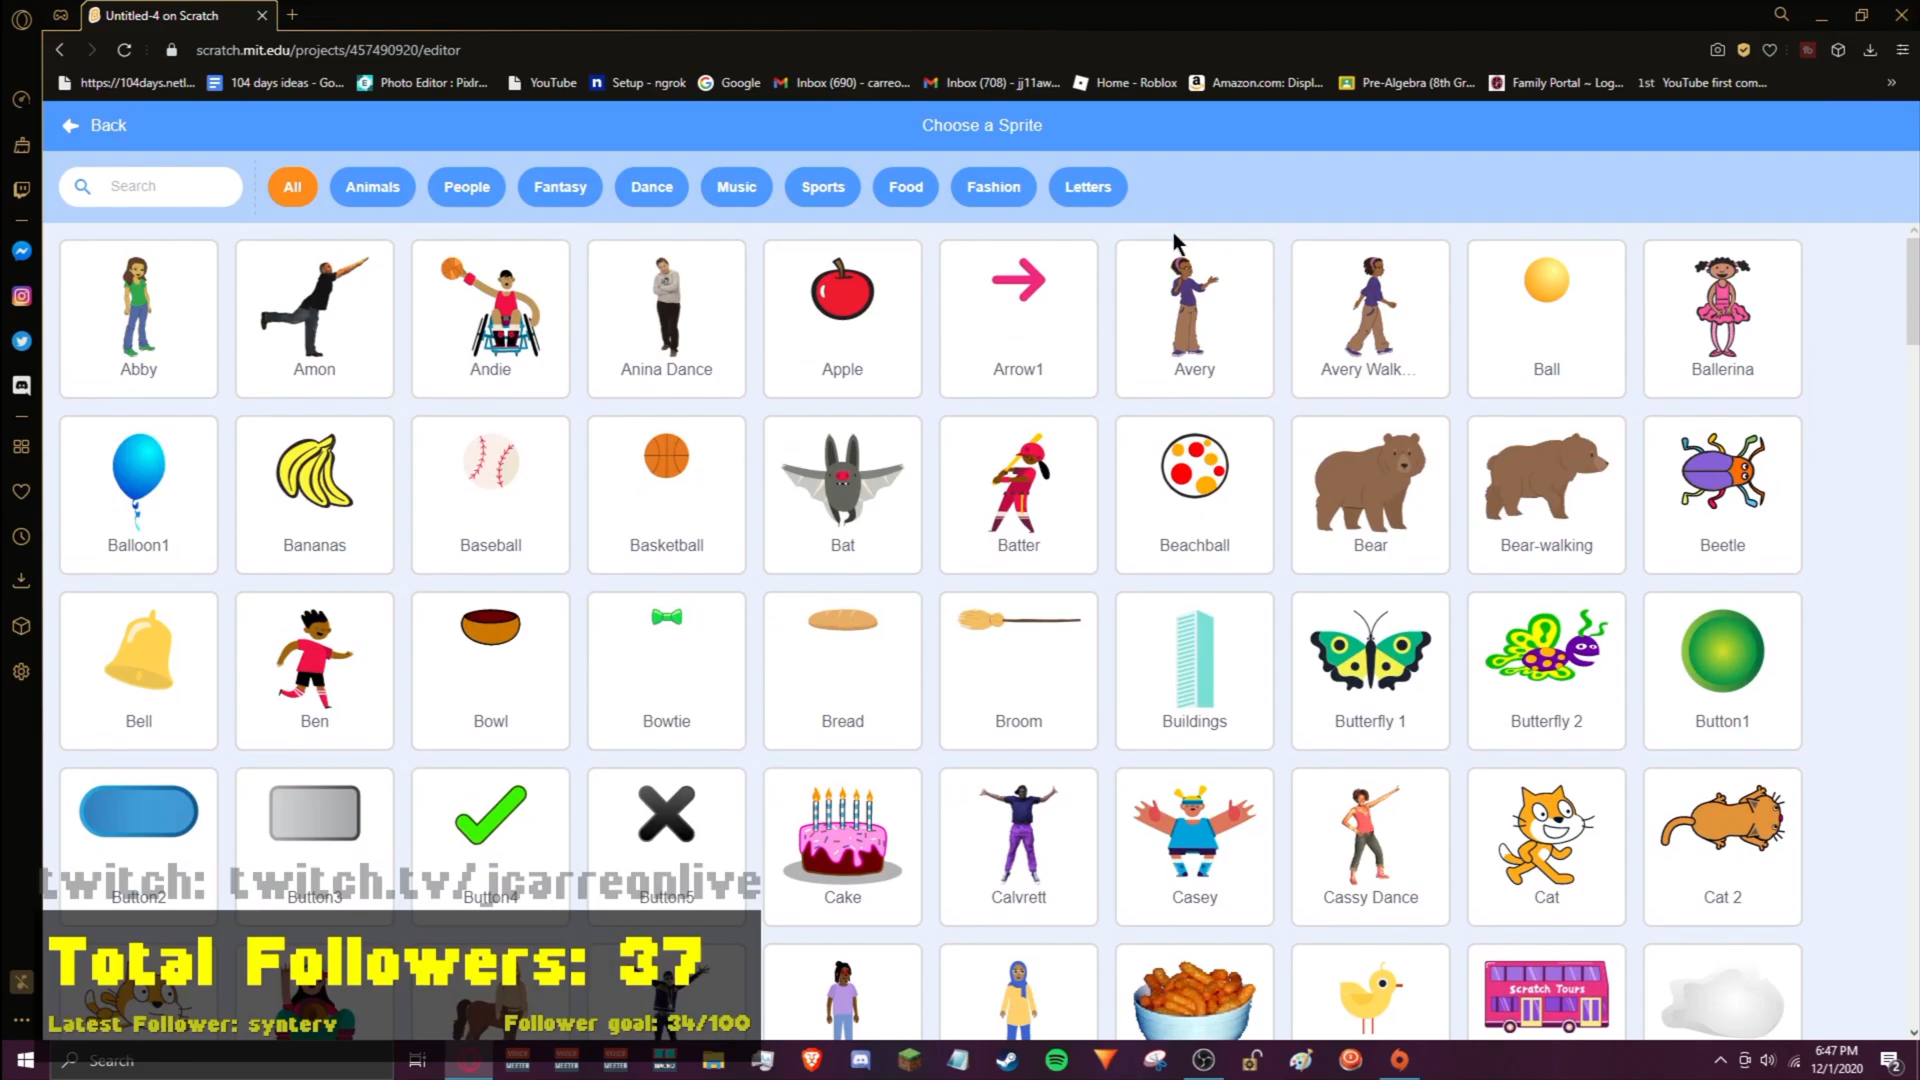 Untitled-4 on Scratch
scratch.mit.edu/projects/457490920/editor
https://104days.netl...
104 days ideas - Go...
Photo Editor : Pixlr...
YouTube
Setup - ngrok
Google
Inbox (690) - carreo...
Inbox (708) - jj11aw...
Home - Roblox
Amazon.com: Displ...
Pre-Algebra (8th Gr...
Family Portal ~ Log...
1st YouTube first com...
Back
Choose a Sprite
Search
All
Animals
People
Fantasy
Dance
Music
Sports
Food
Fashion
Letters
Abby
Amon
Andie
Anina Dance
Apple
Arrow1
Avery
Avery Walk...
Ball
Ballerina
Balloon1
Bananas
Baseball
Basketball
Bat
Batter
Beachball
Bear
Bear-walking
Beetle
Bell
Ben
Bowl
Bowtie
Bread
Broom
Buildings
Butterfly 1
Butterfly 2
Button1
Button2
Button3
Button4
Button5
Cake
Calvrett
Casey
Cassy Dance
Cat
Cat 2
twitch: twitch.tv/jcarreonlive
Total Followers: 37
Latest Follower: synterv
Follower goal: 34/100
Scratch Tours
Search
6:47 PM
12/1/2020
2